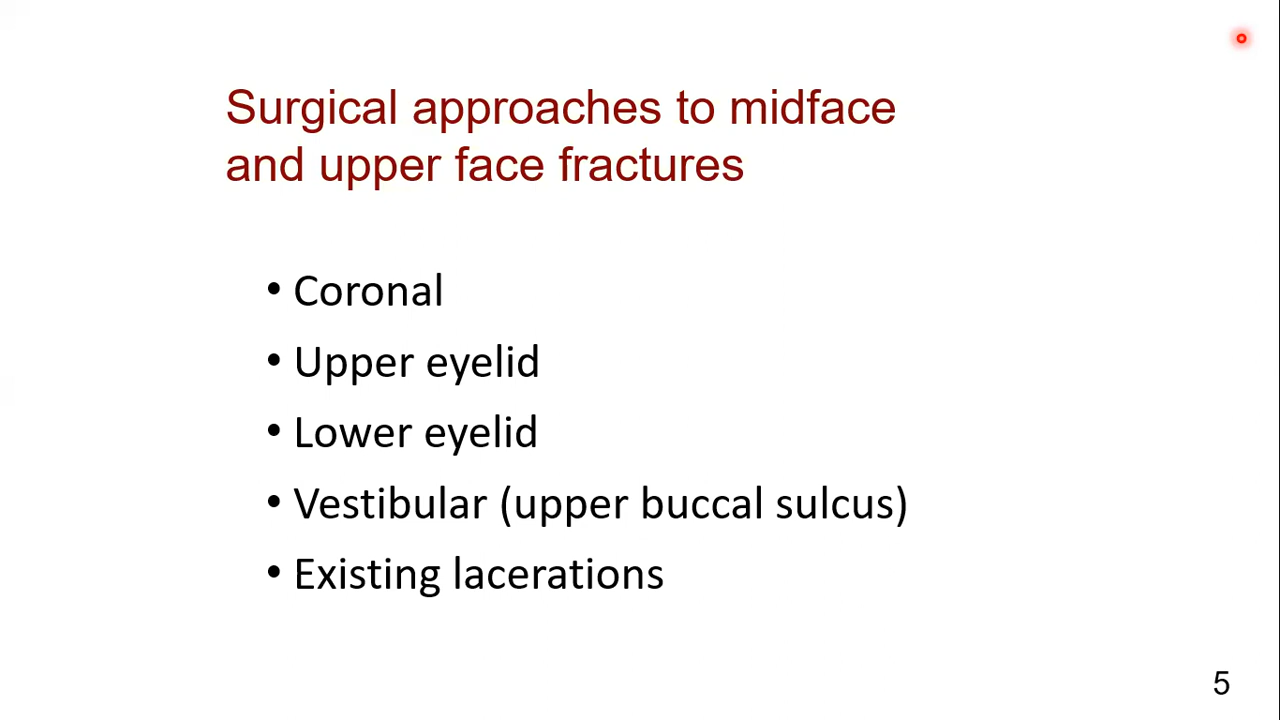 Surgical approaches to midface
and upper face fractures
• Coronal
• Upper eyelid
• Lower eyelid
• Vestibular (upper buccal sulcus)
• Existing lacerations
5